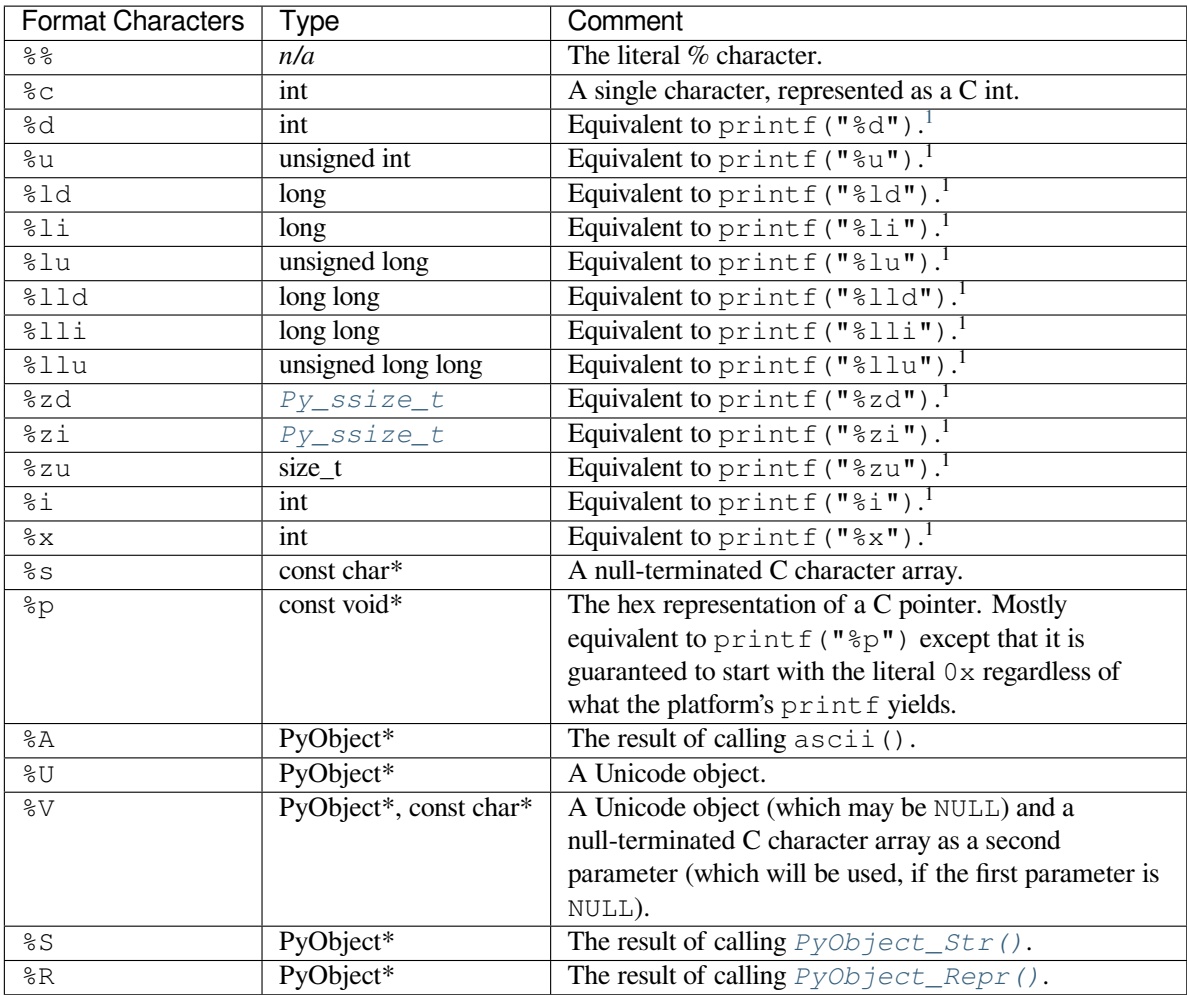 Format Characters Type Comment
%% n/a The literal % character.
%c int A single character, represented as a C int.
%d int Equivalent to printf("%d").1
%u unsigned int Equivalent to printf("%u").1
%ld long Equivalent to printf("%ld").1
%li long Equivalent to printf("%li").1
%lu unsigned long Equivalent to printf("%lu").1
%lld long long Equivalent to printf("%lld").1
%lli long long Equivalent to printf("%lli").1
%llu unsigned long long Equivalent to printf("%llu").1
%zd Py_ssize_t Equivalent to printf("%zd").1
%zi Py_ssize_t Equivalent to printf("%zi").1
%zu size_t Equivalent to printf("%zu").1
%i int Equivalent to printf("%i").1
%x int Equivalent to printf("%x").1
%s const char* A null-terminated C character array.
%p const void* The hex representation of a C pointer. Mostly
equivalent to printf("%p") except that it is
guaranteed to start with the literal 0x regardless of
what the platform's printf yields.
%A PyObject* The result of calling ascii().
%U PyObject* A Unicode object.
%V PyObject*, const char* A Unicode object (which may be NULL) and a
null-terminated C character array as a second
parameter (which will be used, if the first parameter is
NULL).
%S PyObject* The result of calling PyObject_Str().
%R PyObject* The result of calling PyObject_Repr().